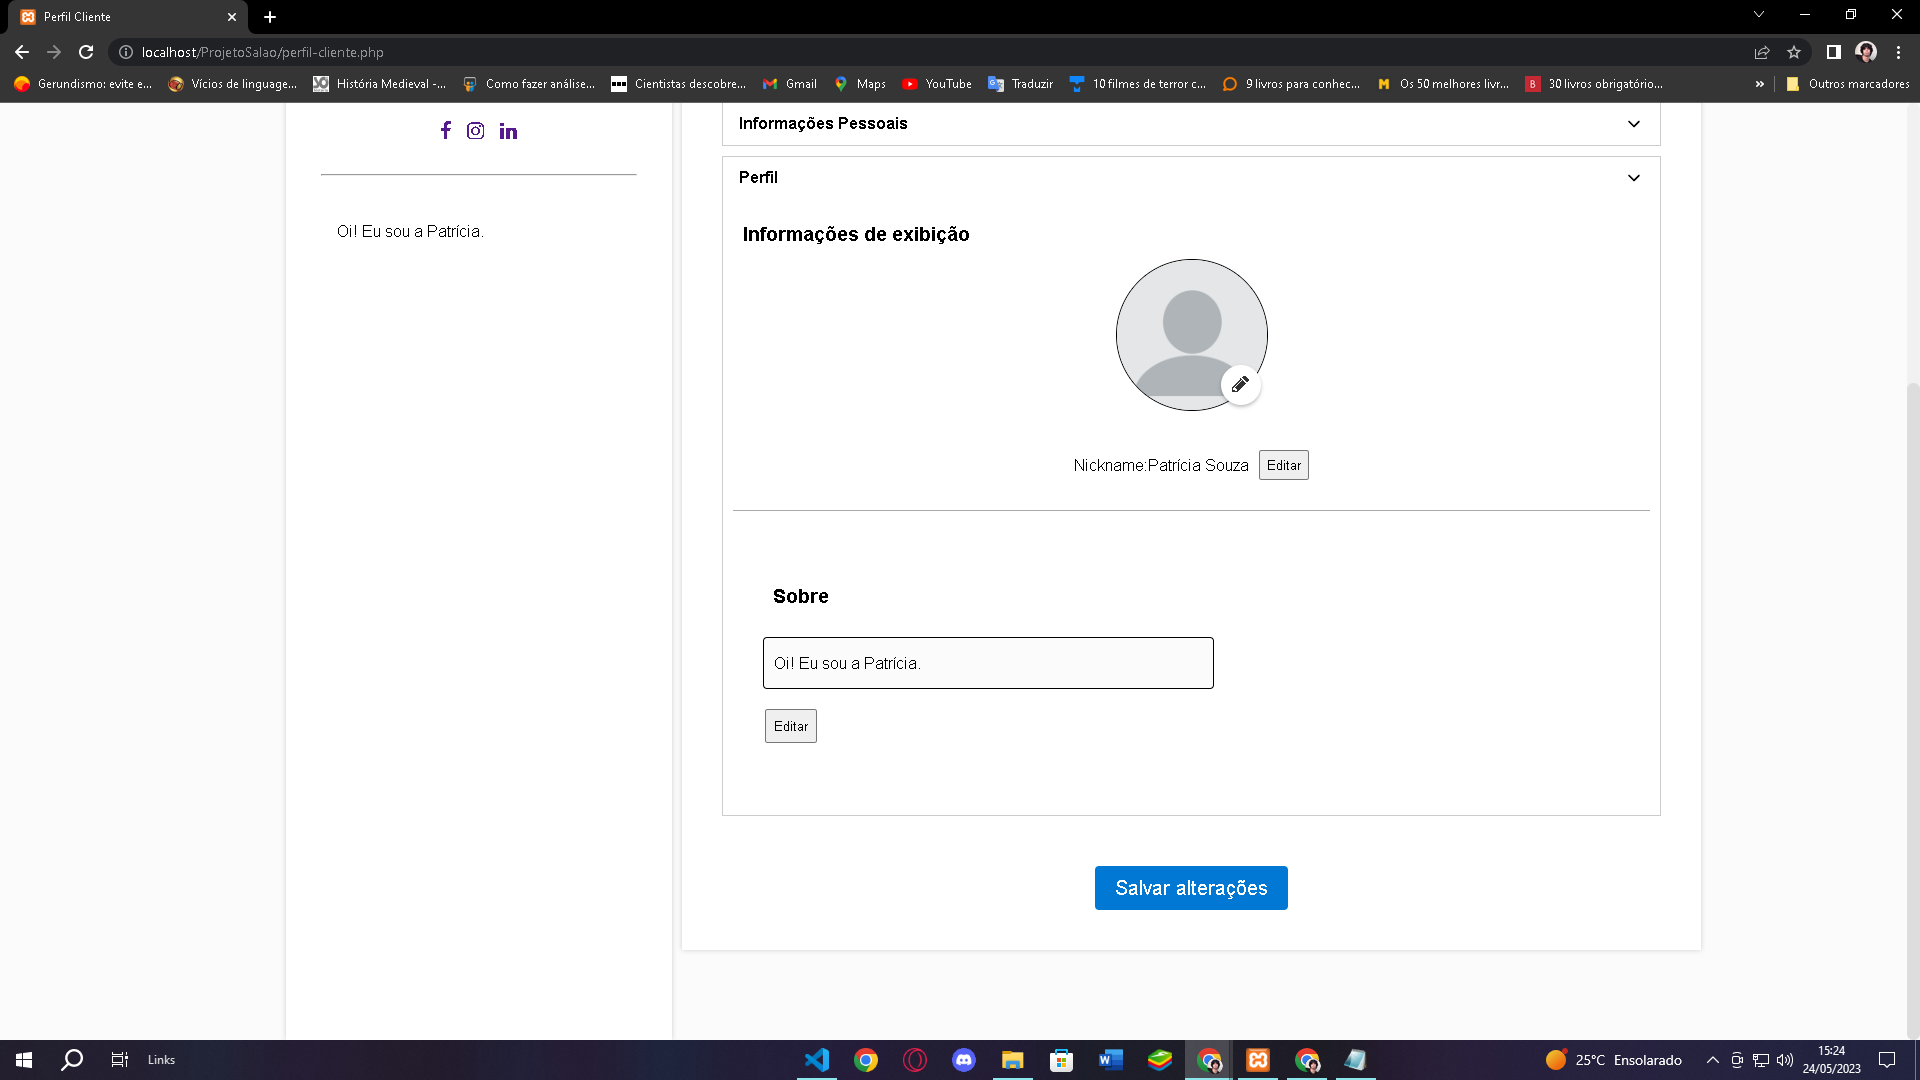 Perfil Cliente
localhost/ProjetoSalao/perfil-cliente.php
Gerundismo: evite e...
Vícios de linguage...
História Medieval -...
Como fazer análise...
Cientistas descobre...
Gmail
Maps
YouTube
Traduzir
10 filmes de terror c...
9 livros para conhec...
Os 50 melhores livr...
30 livros obrigatório...
Outros marcadores
Oi! Eu sou a Patrícia.
Informações Pessoais
Perfil
Informações de exibição
Nickname:Patrícia Souza
Editar
Sobre
Oi! Eu sou a Patrícia.
Editar
Salvar alterações
Links
25°C Ensolarado
15:24
24/05/2023